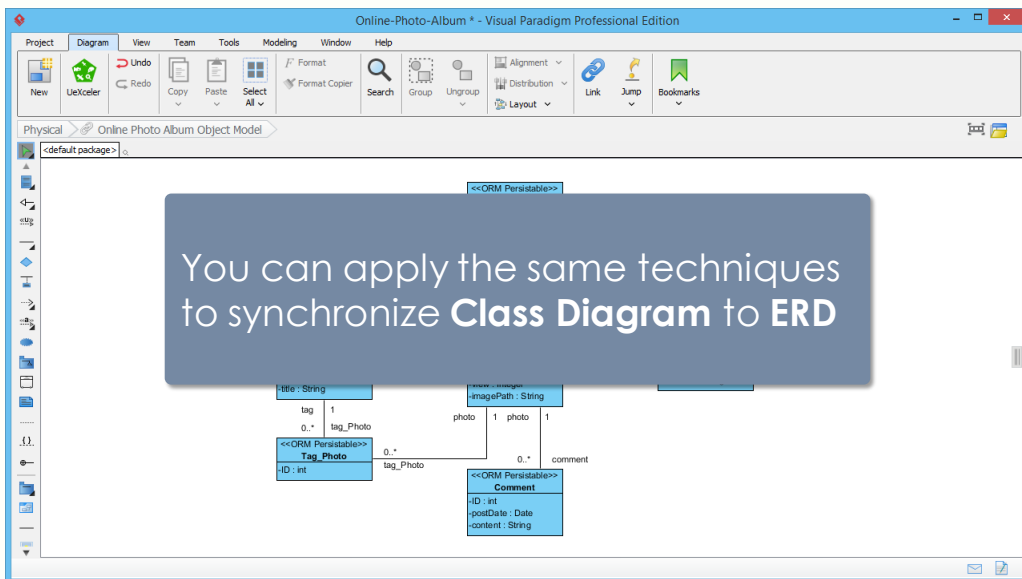 Online-Photo-Album * - Visual Paradigm Professional Edition
Project Diagram View Team Tools Modeling Window Help
New
UeXceler
Undo
Redo
Copy
Paste
Select
All
Format
Format Copier
Search
Group
Ungroup
Alignment
Distribution
Layout
Link
Jump
Bookmarks
Physical Online Photo Album Object Model
<default package>
<<ORM Persistable>>
You can apply the same techniques
to synchronize Class Diagram to ERD
-title : String
-imagePath : String
tag 1
0..* tag_Photo
photo 1 photo 1
<<ORM Persistable>>
Tag_Photo
-ID : int
0..*
tag_Photo
0..* comment
<<ORM Persistable>>
Comment
-ID : int
-postDate : Date
-content : String